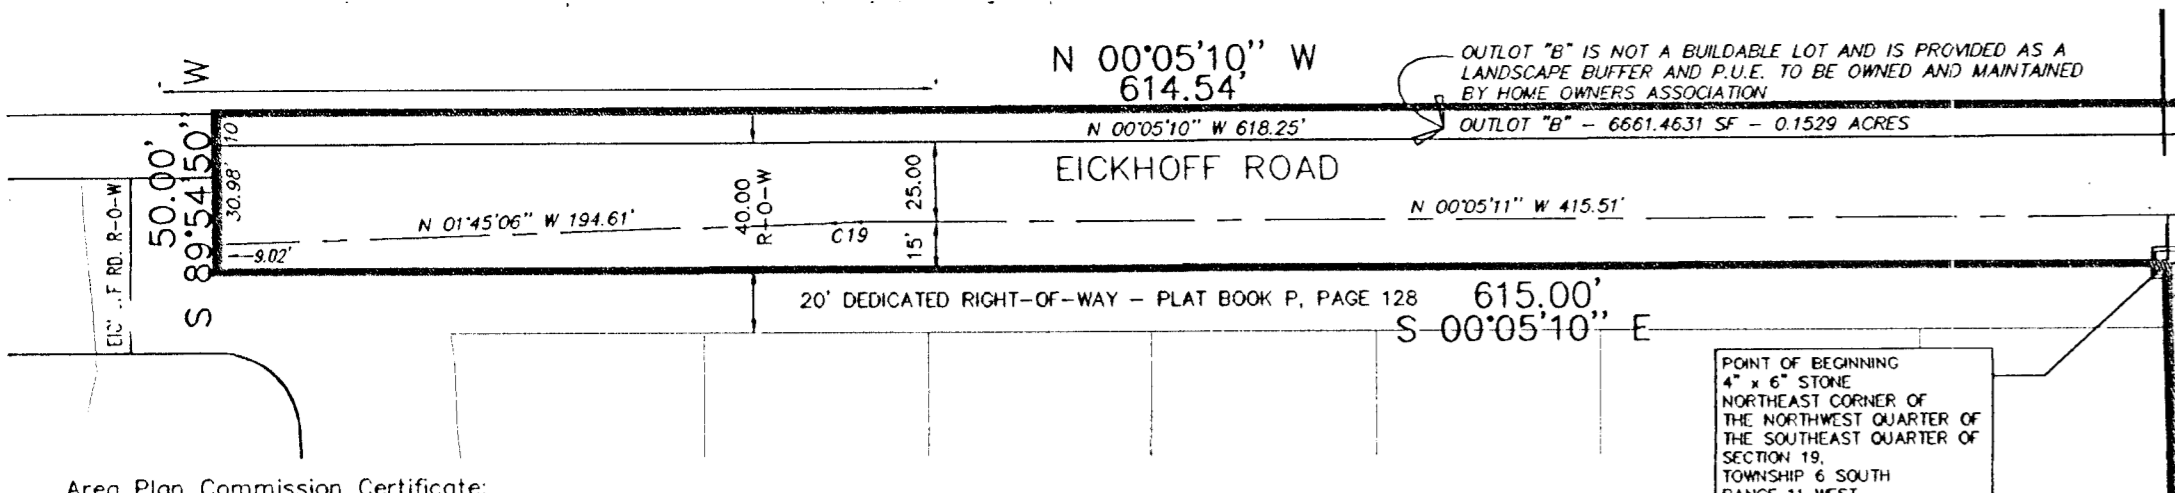 N 00°05'10" W
614.54'
OUTLOT "B" IS NOT A BUILDABLE LOT AND IS PROVIDED AS A
LANDSCAPE BUFFER AND P.U.E. TO BE OWNED AND MAINTAINED
BY HOME OWNERS ASSOCIATION
N 00°05'10" W 618.25'
OUTLOT "B" - 6661.4631 SF - 0.1529 ACRES
S 89°54'50" W
50.00'
10'
30.98'
EICKHOFF ROAD
40.00
R-O-W
25.00
15'
N 01°45'06" W 194.61'
C19
N 00°05'11" W 415.51'
9.02'
RD. R-O-W
20' DEDICATED RIGHT-OF-WAY - PLAT BOOK P, PAGE 128
615.00'
S 00°05'10" E
POINT OF BEGINNING
4" x 6" STONE
NORTHEAST CORNER OF
THE NORTHWEST QUARTER OF
THE SOUTHEAST QUARTER OF
SECTION 19,
TOWNSHIP 6 SOUTH
RANGE 11 WEST
Area Plan Commission Certificate: